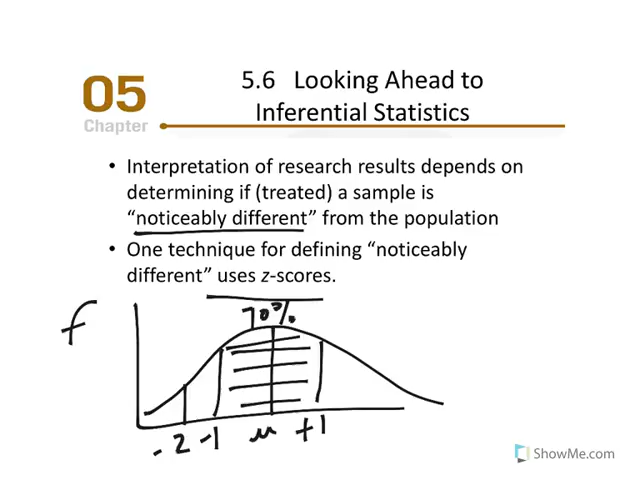 05
Chapter
5.6 Looking Ahead to
Inferential Statistics
• Interpretation of research results depends on
determining if (treated) a sample is
“noticeably different” from the population
• One technique for defining “noticeably
different” uses z-scores.
f
70%
-2 -1 μ +1
ShowMe.com